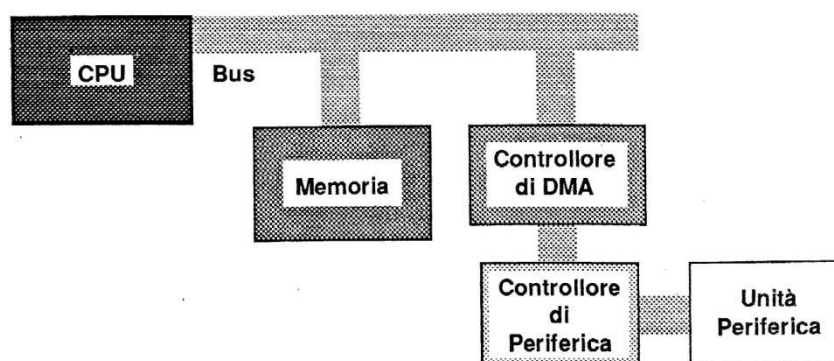 CPU
Bus
Memoria
Controllore
di DMA
Controllore
di
Periferica
Unità
Periferica